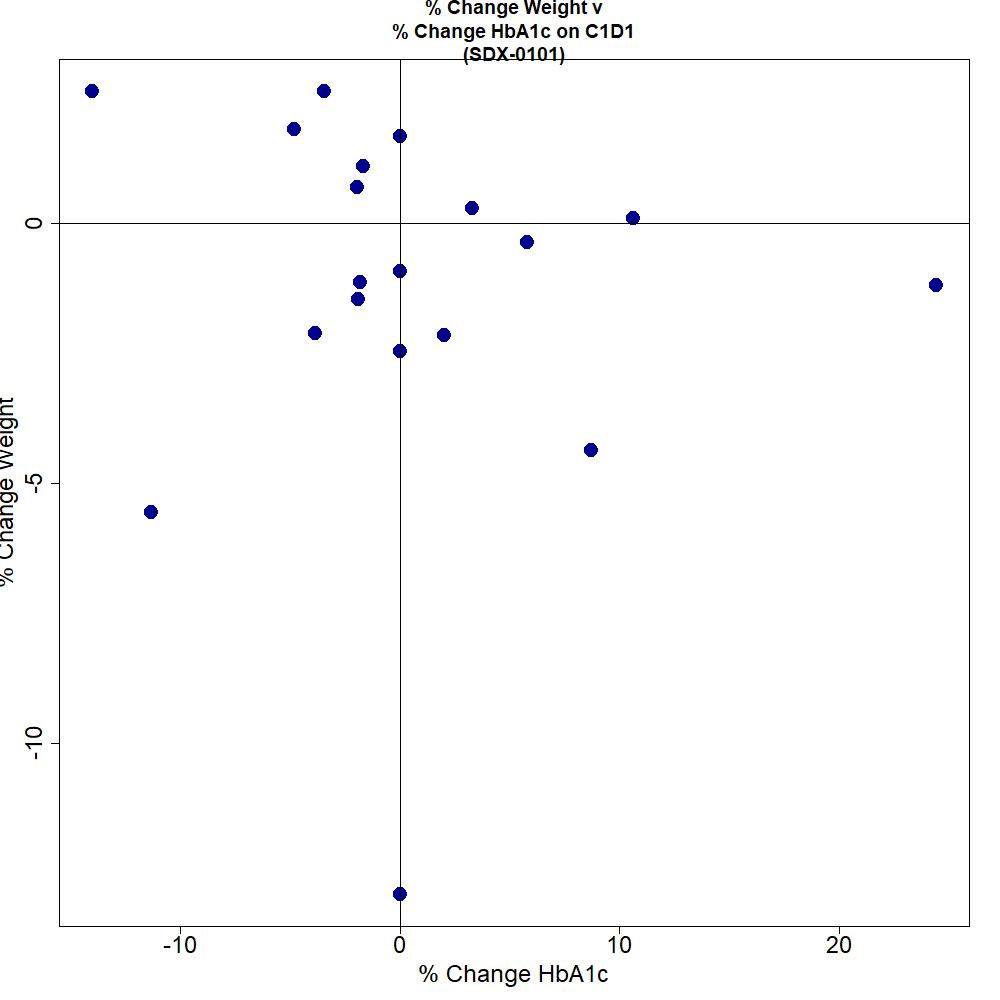 % Change Weight v
% Change HbA1c on C1D1
(SDX-0101)
% Change Weight
0
-5
-10
-10
0
10
20
% Change HbA1c